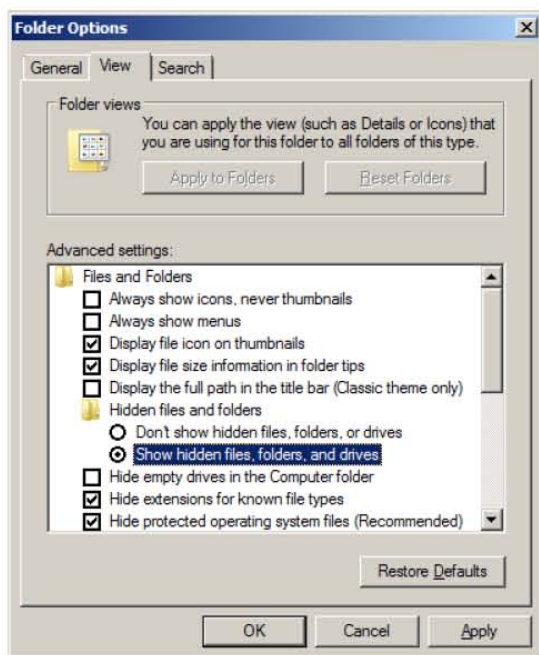 Folder Options
General View Search
Folder views
You can apply the view (such as Details or Icons) that
you are using for this folder to all folders of this type.
Apply to Folders Reset Folders
Advanced settings:
Files and Folders
Always show icons, never thumbnails
Always show menus
Display file icon on thumbnails
Display file size information in folder tips
Display the full path in the title bar (Classic theme only)
Hidden files and folders
Don't show hidden files, folders, or drives
Show hidden files, folders, and drives
Hide empty drives in the Computer folder
Hide extensions for known file types
Hide protected operating system files (Recommended)
Restore Defaults
OK Cancel Apply